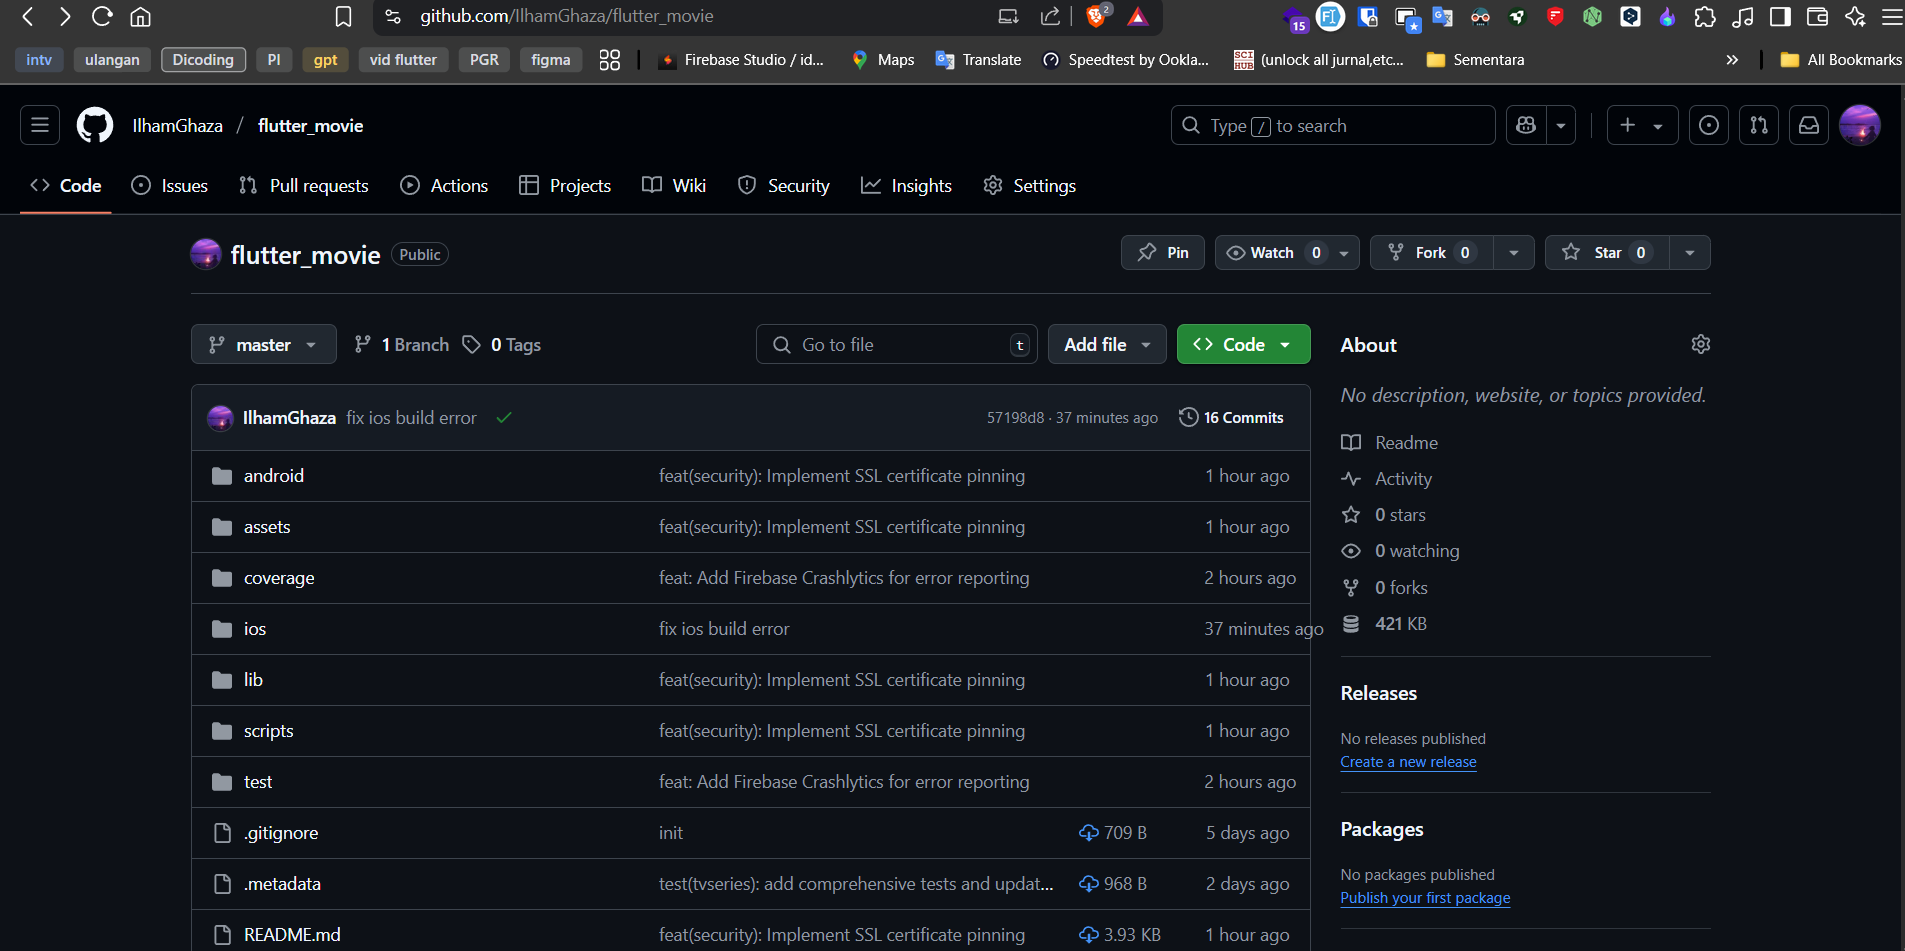 github.com/IlhamGhaza/flutter_movie 2 15
intv ulangan Dicoding PI gpt vid flutter PGR figma Firebase Studio / id... Maps Translate Speedtest by Ookla... SCI HUB (unlock all jurnal,etc... Sementara » All Bookmarks
IlhamGhaza / flutter_movie Type / to search
Code Issues Pull requests Actions Projects Wiki Security Insights Settings
flutter_movie Public Pin Watch 0 Fork 0 Star 0
master 1 Branch 0 Tags Go to file t Add file Code
About
No description, website, or topics provided.
IlhamGhaza fix ios build error 57198d8 · 37 minutes ago 16 Commits
Readme
android feat(security): Implement SSL certificate pinning 1 hour ago
Activity
0 stars
assets feat(security): Implement SSL certificate pinning 1 hour ago
0 watching
coverage feat: Add Firebase Crashlytics for error reporting 2 hours ago
0 forks
ios fix ios build error 37 minutes ago
421 KB
lib feat(security): Implement SSL certificate pinning 1 hour ago
Releases
scripts feat(security): Implement SSL certificate pinning 1 hour ago
No releases published
Create a new release
test feat: Add Firebase Crashlytics for error reporting 2 hours ago
Packages
.gitignore init 709 B 5 days ago
No packages published
.metadata test(tvseries): add comprehensive tests and updat... 968 B 2 days ago
Publish your first package
README.md feat(security): Implement SSL certificate pinning 3.93 KB 1 hour ago